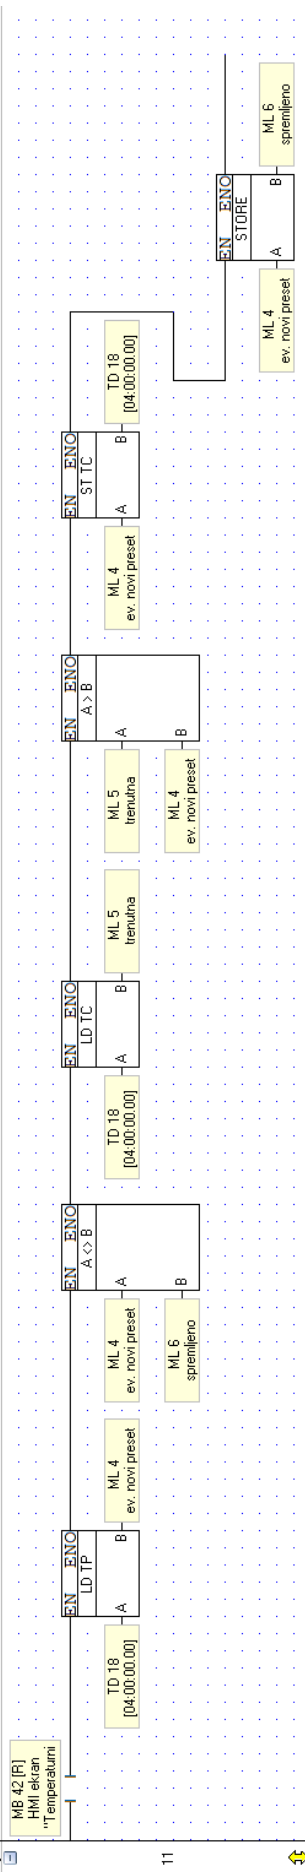 11
MB 42 [R]
HMI ekran
"Temperaturni
EN ENO
LD TP
A B
TD 18
[04:00:00.00]
ML 4
ev. novi preset
EN ENO
A <> B
A
B
ML 4
ev. novi preset
ML 6
spremljeno
EN ENO
LD TC
A B
TD 18
[04:00:00.00]
ML 5
trenutna
EN ENO
A > B
A
B
ML 5
trenutna
ML 4
ev. novi preset
EN ENO
ST TC
A B
ML 4
ev. novi preset
TD 18
[04:00:00.00]
EN ENO
STORE
A B
ML 4
ev. novi preset
ML 6
spremljeno